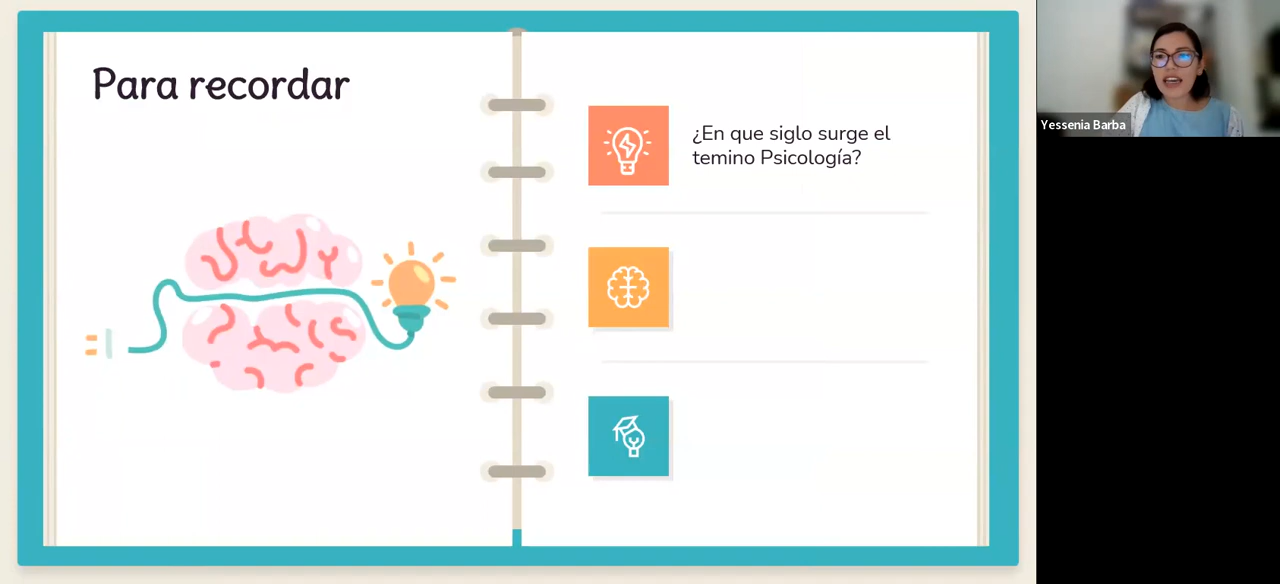 Para recordar
¿En que siglo surge el
temino Psicología?
Yessenia Barba